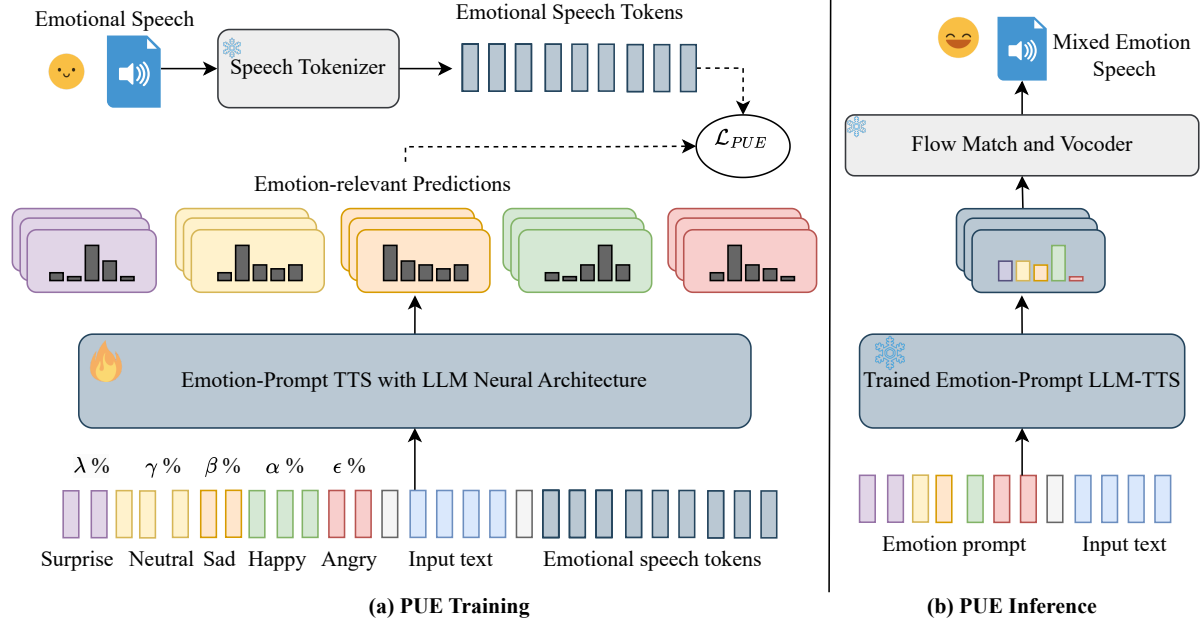 Emotional Speech
Speech Tokenizer
Emotional Speech Tokens
ℒ_PUE
Emotion-relevant Predictions
Emotion-Prompt TTS with LLM Neural Architecture
λ % γ % β % α % ϵ %
Surprise Neutral Sad Happy Angry Input text Emotional speech tokens
(a) PUE Training
Mixed Emotion
Speech
Flow Match and Vocoder
Trained Emotion-Prompt LLM-TTS
Emotion prompt Input text
(b) PUE Inference